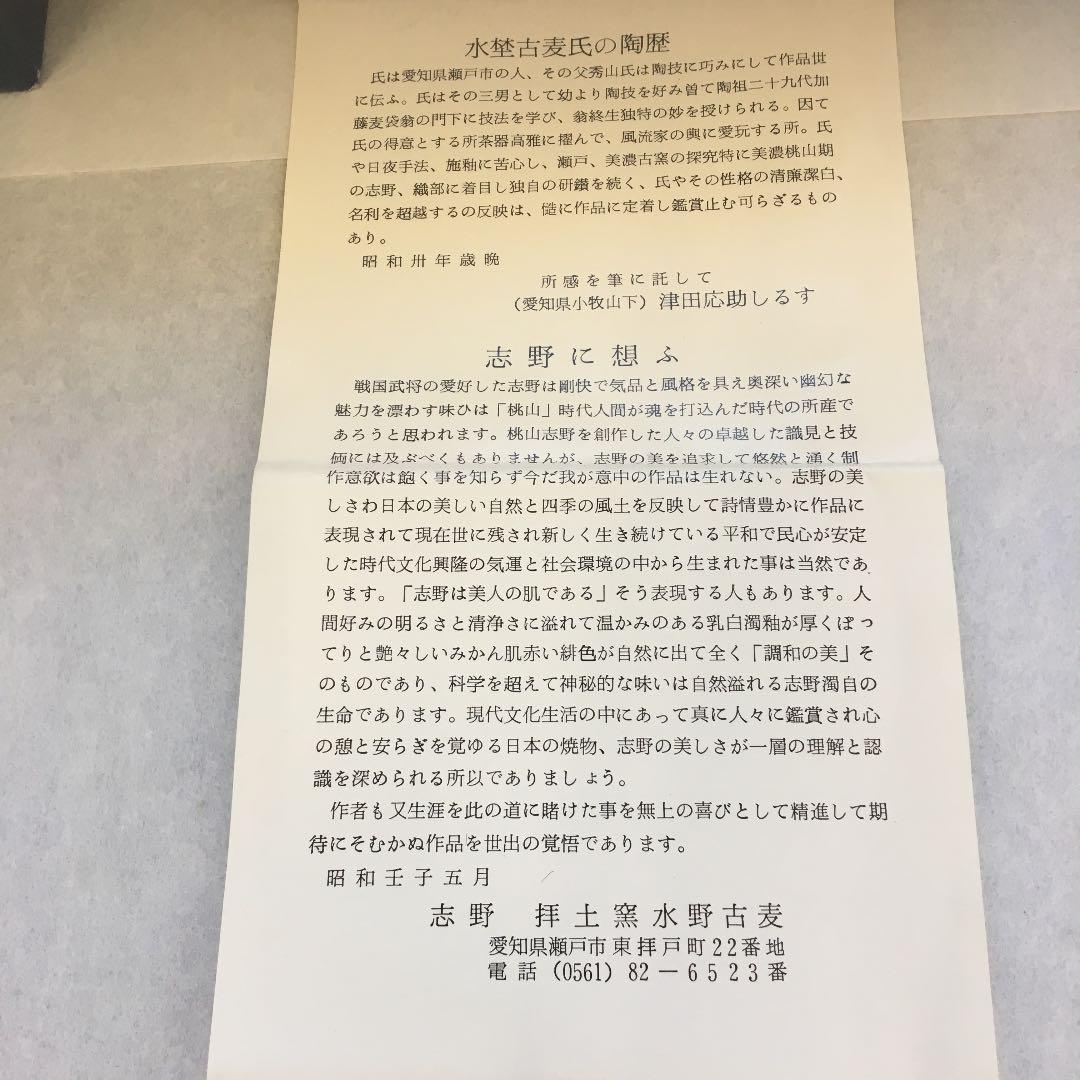 水埜古麦氏の陶歴
氏は愛知県瀬戸市の人、その父秀山氏は陶技に巧みにして作品世
に伝ふ。氏はその三男として幼より陶技を好み曽て陶祖二十九代加
藤麦袋翁の門下に技法を学び、翁終生独特の妙を授けられる。因て
氏の得意とする所茶器高雅に擢んで、風流家の興に愛玩する所。氏
や日夜手法、施釉に苦心し、瀬戸、美濃古窯の探究特に美濃桃山期
の志野、織部に着目し独自の研鑽を続く、氏やその性格の清廉潔白、
名利を超越するの反映は、慥に作品に定着し鑑賞止む可らざるもの
あり。
昭和卅年歳晩
所感を筆に託して
(愛知県小牧山下) 津田応助しるす
志野に想ふ
戦国武将の愛好した志野は剛快で気品と風格を具え奥深い幽幻な
魅力を漂わす味ひは「桃山」時代人間が魂を打込んだ時代の所産で
あろうと思われます。桃山志野を創作した人々の卓越した識見と技
価には及ぶべくもありませんが、志野の美を追求して悠然と湧く制
作意欲は飽く事を知らず今だ我が意中の作品は生れない。志野の美
しさわ日本の美しい自然と四季の風土を反映して詩情豊かに作品に
表現されて現在世に残され新しく生き続けている平和で民心が安定
した時代文化興隆の気運と社会環境の中から生まれた事は当然であ
ります。「志野は美人の肌である」そう表現する人もあります。人
間好みの明るさと清浄さに溢れて温かみのある乳白濁釉が厚くぽっ
てりと艶々しいみかん肌赤い緋色が自然に出て全く「調和の美」そ
のものであり、科学を超えて神秘的な味いは自然溢れる志野濁自の
生命であります。現代文化生活の中にあって真に人々に鑑賞され心
の憩と安らぎを覚ゆる日本の焼物、志野の美しさが一層の理解と認
識を深められる所以でありましょう。
作者も又生涯を此の道に賭けた事を無上の喜びとして精進して期
待にそむかぬ作品を世出の覚悟であります。
昭和壬子五月
志野 拝土窯水野古麦
愛知県瀬戸市東拝戸町22番地
電話 (0561) 82-6523番